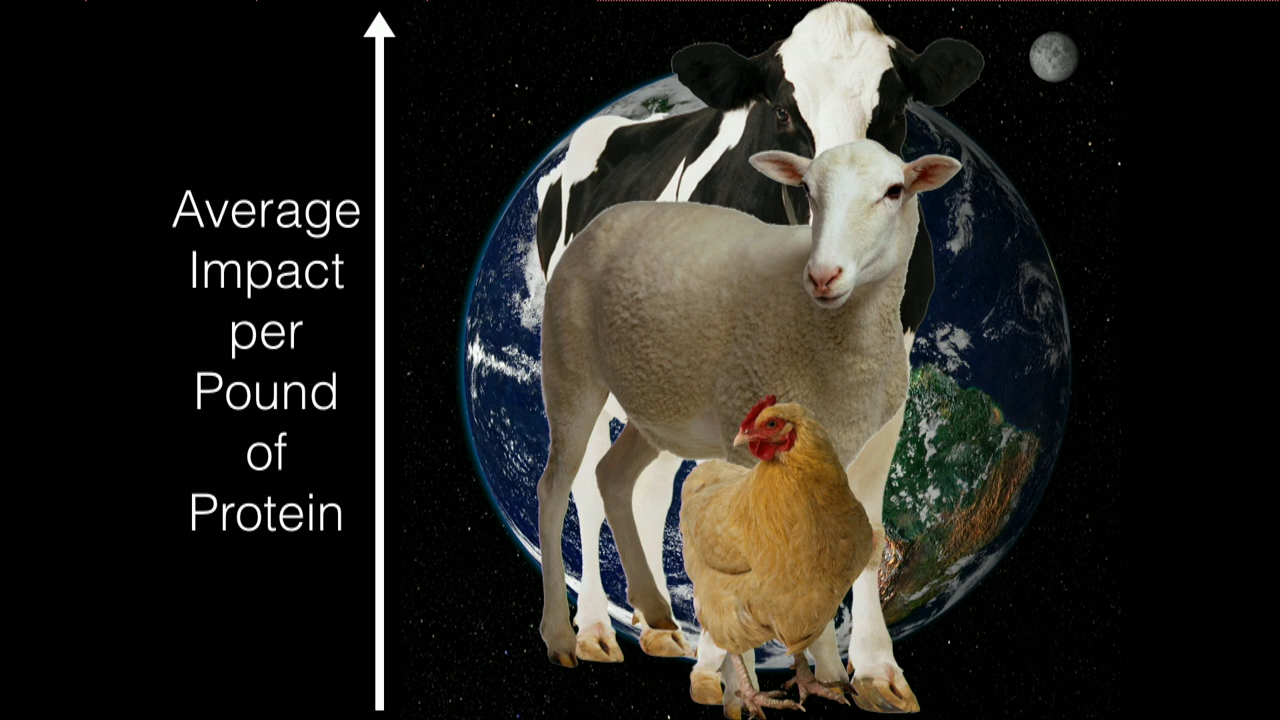 Average
Impact
per
Pound
of
Protein